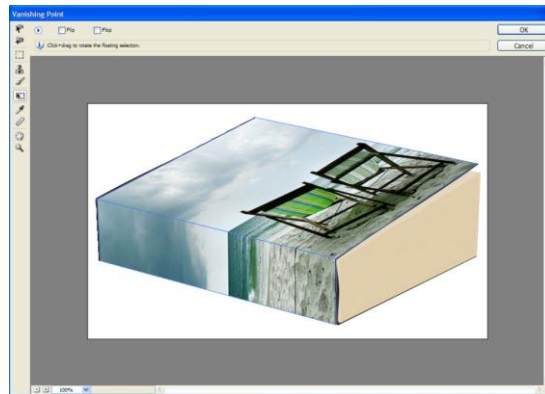 Vanishing Point
Flip
Flop
OK
Click+drag to rotate the floating selection.
Cancel
100%